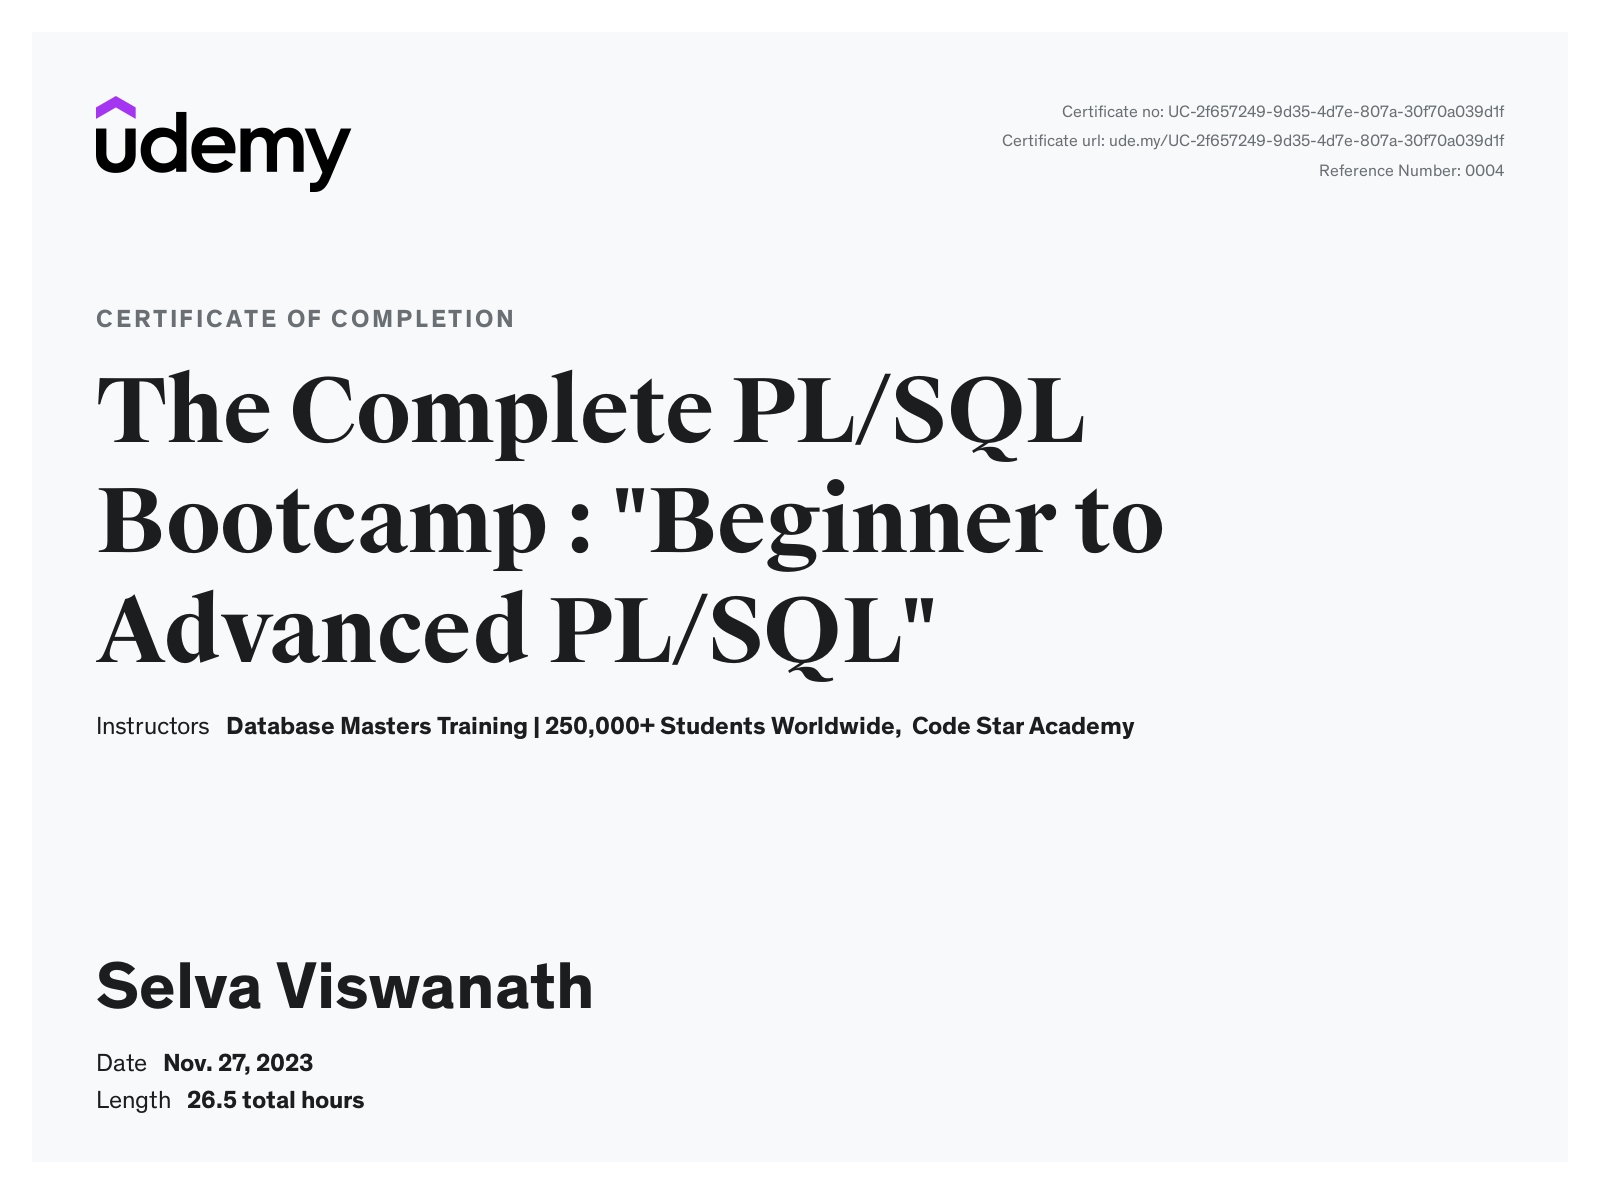 udemy
Certificate no: UC-2f657249-9d35-4d7e-807a-30f70a039d1f
Certificate url: ude.my/UC-2f657249-9d35-4d7e-807a-30f70a039d1f
Reference Number: 0004
CERTIFICATE OF COMPLETION
The Complete PL/SQL
Bootcamp : "Beginner to
Advanced PL/SQL"
Instructors Database Masters Training | 250,000+ Students Worldwide, Code Star Academy
Selva Viswanath
Date Nov. 27, 2023
Length 26.5 total hours